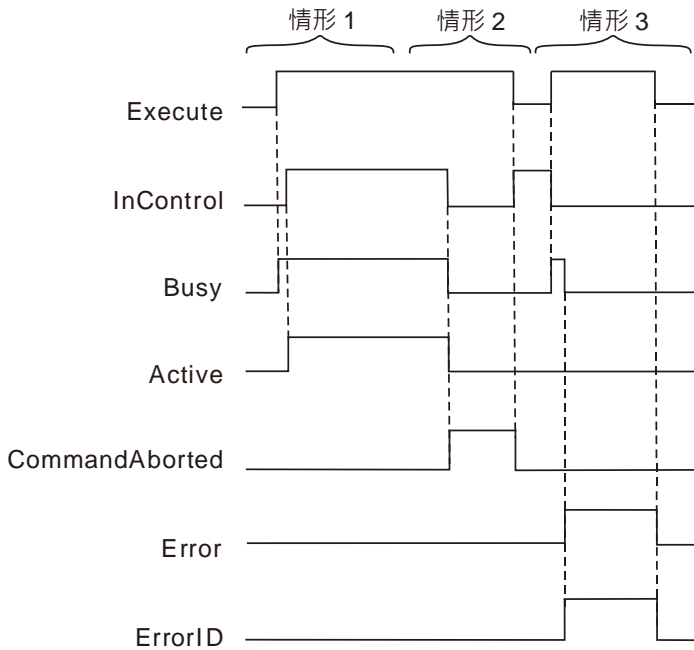 情形 1
情形 2
情形 3
Execute
InControl
Busy
Active
CommandAborted
Error
ErrorID